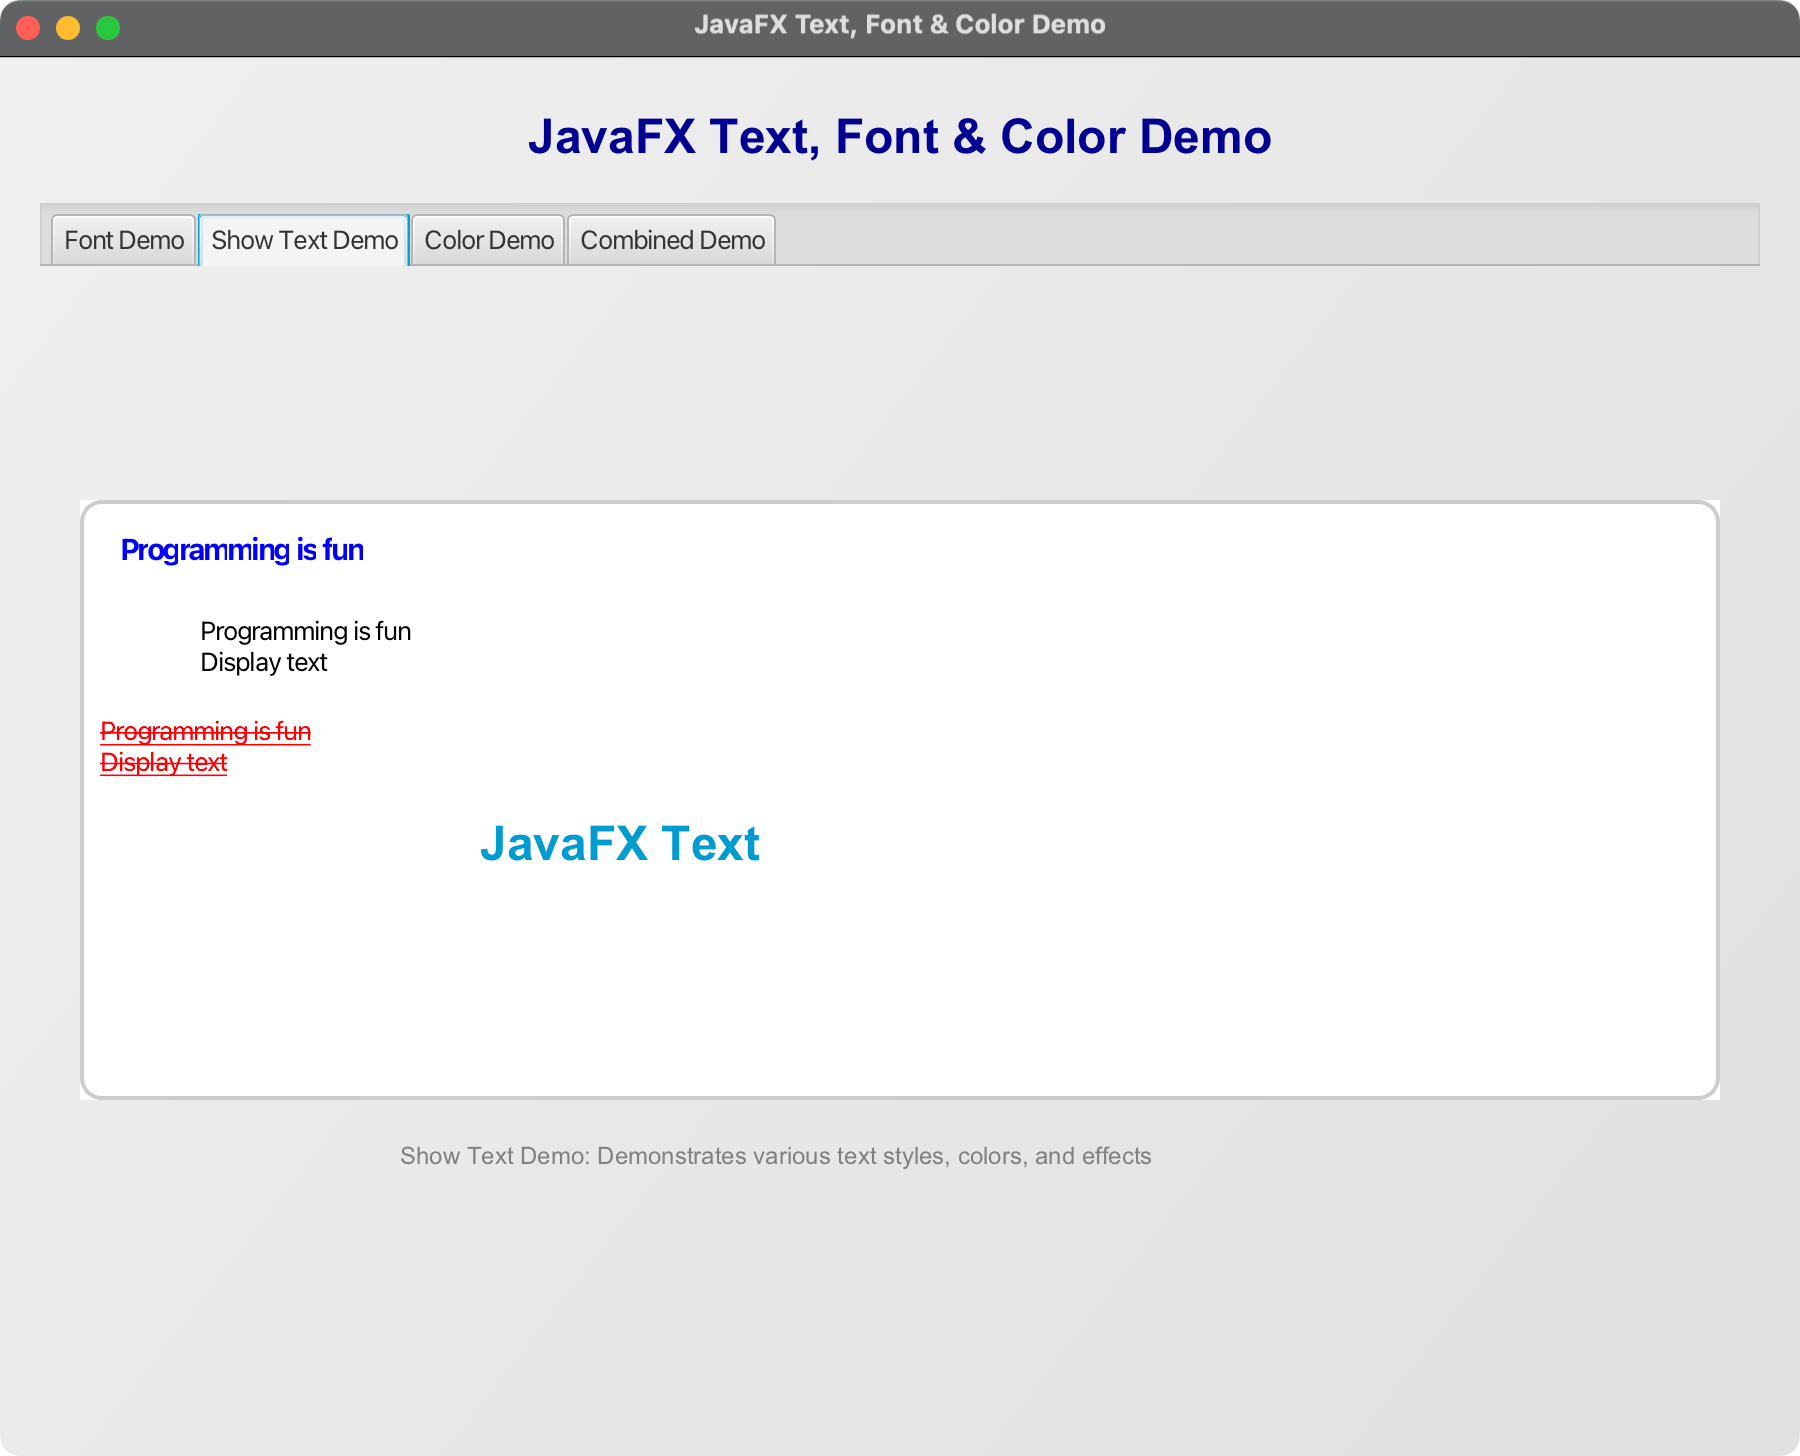 JavaFX Text, Font & Color Demo
JavaFX Text, Font & Color Demo
Font Demo
Show Text Demo
Color Demo
Combined Demo
Programming is fun
Programming is fun
Display text
Programming is fun
Display text
JavaFX Text
Show Text Demo: Demonstrates various text styles, colors, and effects